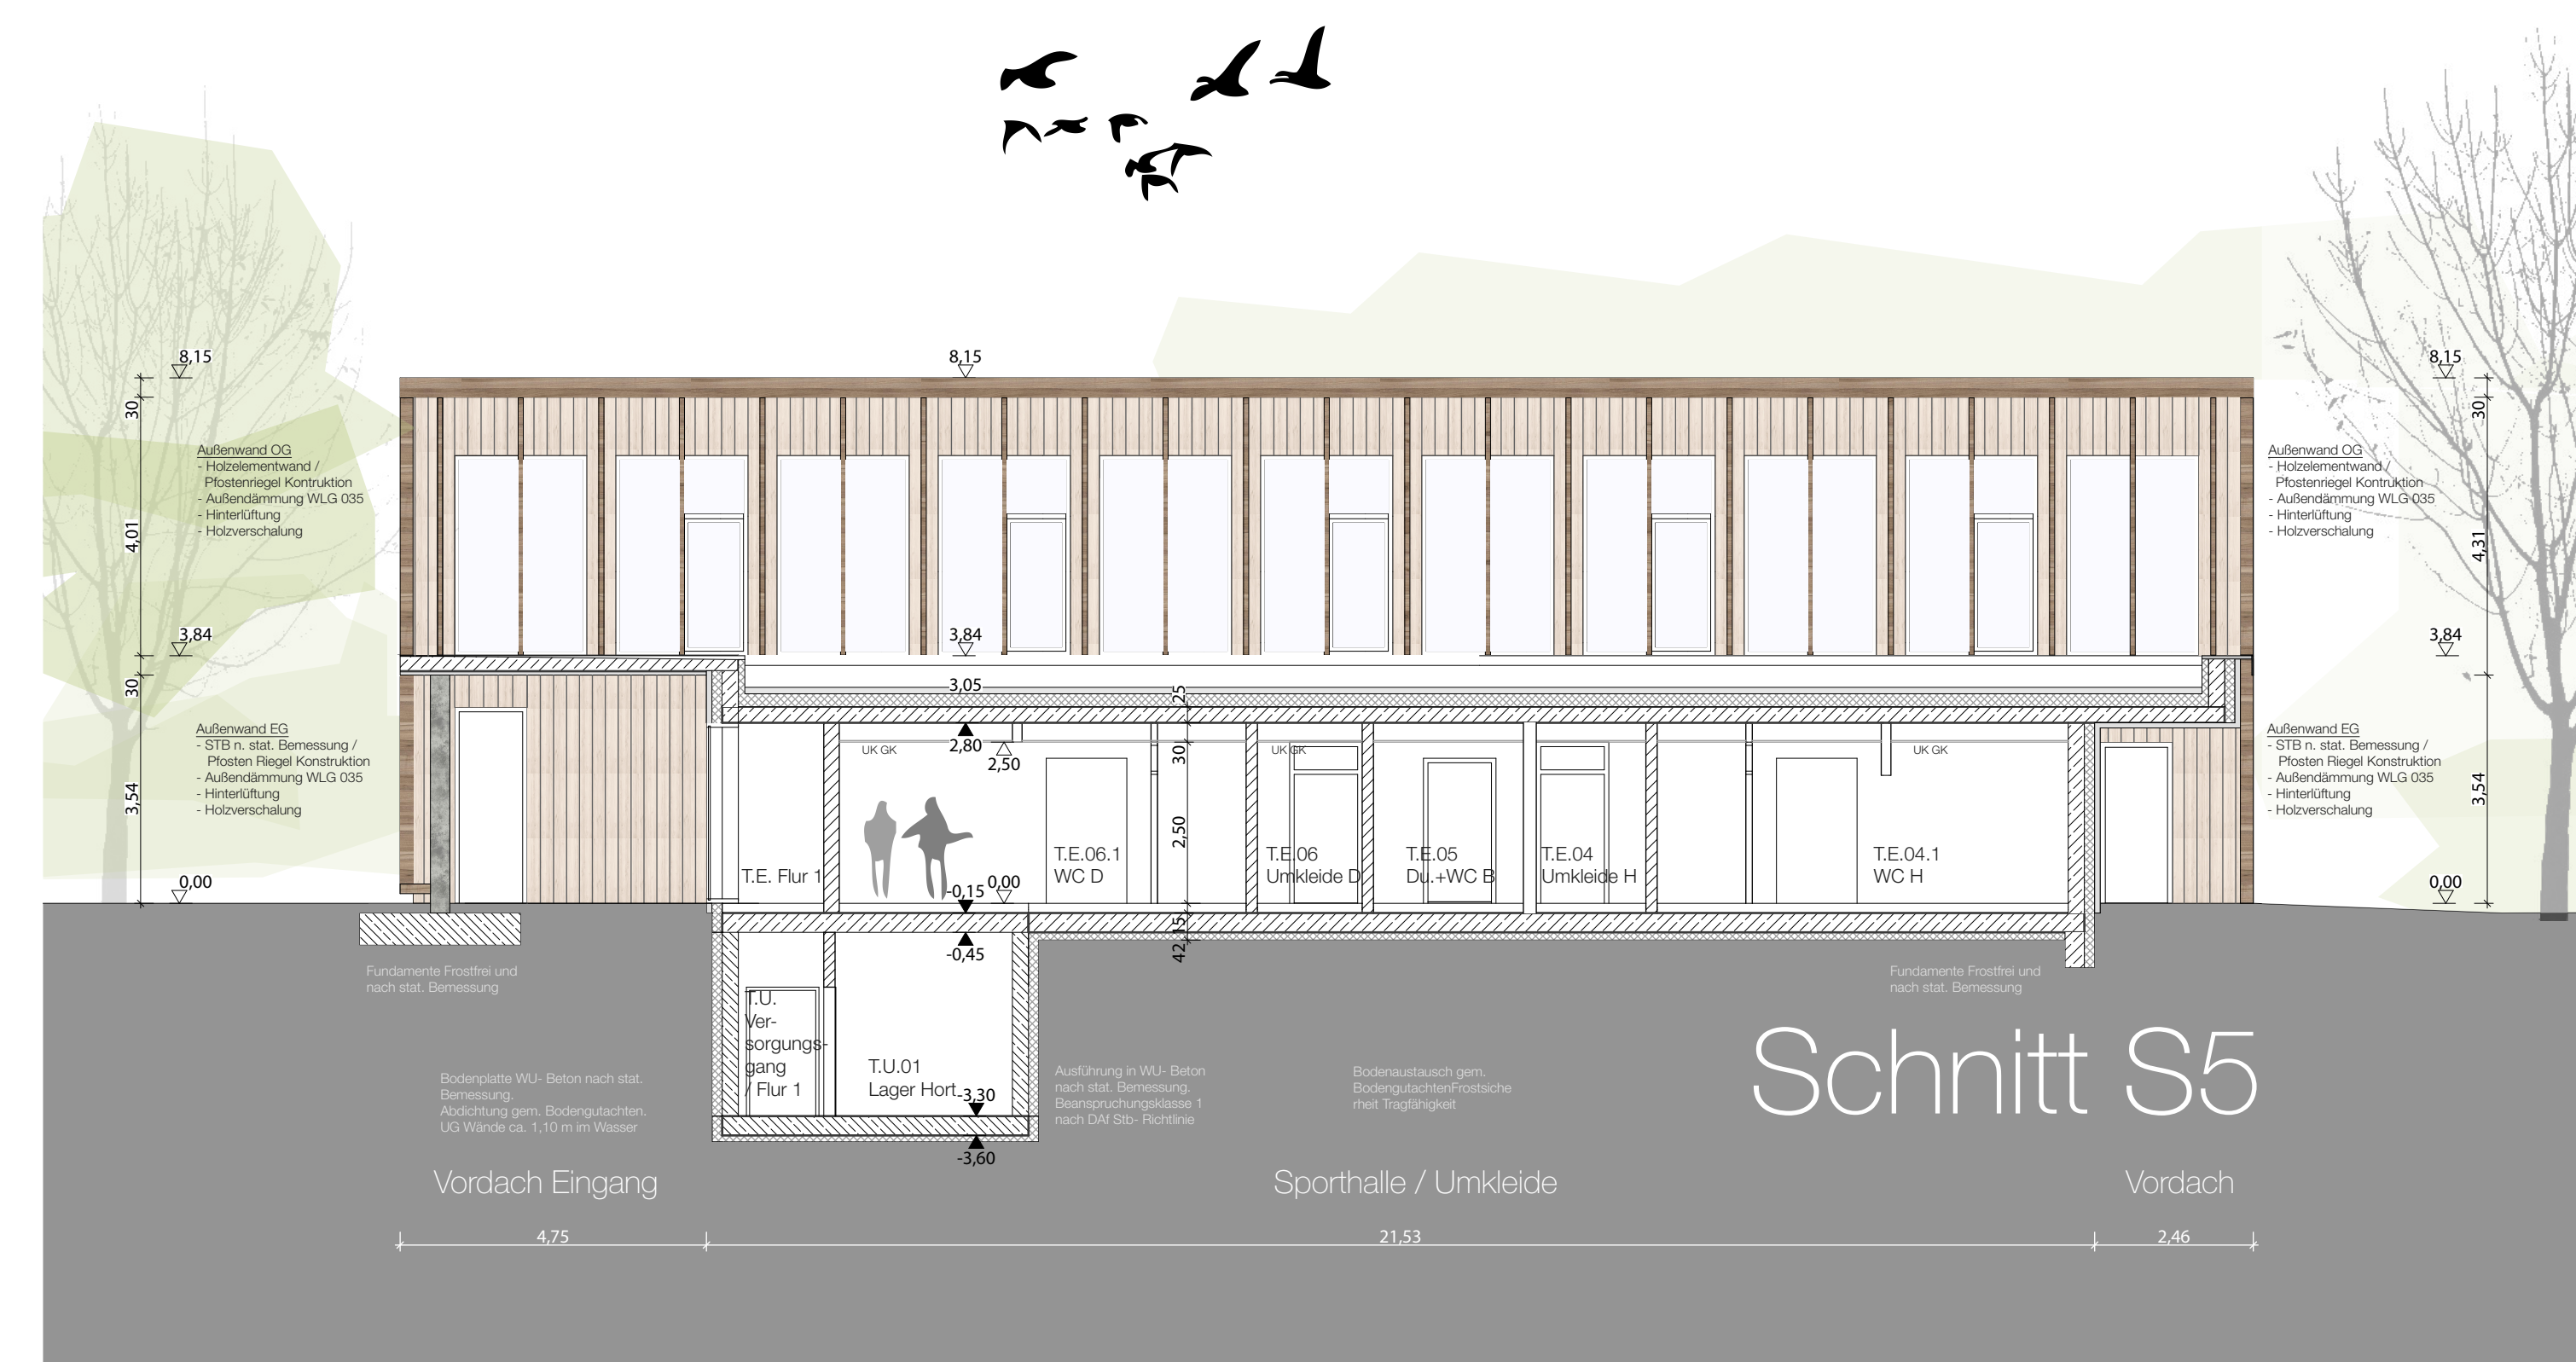 8,15
8,15
8,15
30
30
Außenwand OG
- Holzelementwand /
Pfostenriegel Kontruktion
- Außendämmung WLG 035
- Hinterlüftung
- Holzverschalung
Außenwand OG
- Holzelementwand /
Pfostenriegel Kontruktion
- Außendämmung WLG 035
- Hinterlüftung
- Holzverschalung
4,01
4,31
3,84
3,84
3,84
30
3,05
25
Außenwand EG
- STB n. stat. Bemessung /
Pfosten Riegel Konstruktion
- Außendämmung WLG 035
- Hinterlüftung
- Holzverschalung
UK GK
2,80
2,50
30
UK GK
UK GK
Außenwand EG
- STB n. stat. Bemessung /
Pfosten Riegel Konstruktion
- Außendämmung WLG 035
- Hinterlüftung
- Holzverschalung
3,54
2,50
3,54
T.E. Flur 1
T.E.06.1
WC D
T.E.06
Umkleide D
T.E.05
Du.+WC B
T.E.04
Umkleide H
T.E.04.1
WC H
0,00
-0,15
0,00
0,00
15
42
-0,45
Fundamente Frostfrei und
nach stat. Bemessung
Fundamente Frostfrei und
nach stat. Bemessung
T.U.
Ver-
sorgungs-
gang
/ Flur 1
T.U.01
Lager Hort
-3,30
-3,60
Bodenplatte WU- Beton nach stat.
Bemessung.
Abdichtung gem. Bodengutachten.
UG Wände ca. 1,10 m im Wasser
Ausführung in WU- Beton
nach stat. Bemessung.
Beanspruchungsklasse 1
nach DAf Stb- Richtlinie
Bodenaustausch gem.
BodengutachtenFrostsiche
rheit Tragfähigkeit
Schnitt S5
Vordach Eingang
Sporthalle / Umkleide
Vordach
4,75
21,53
2,46